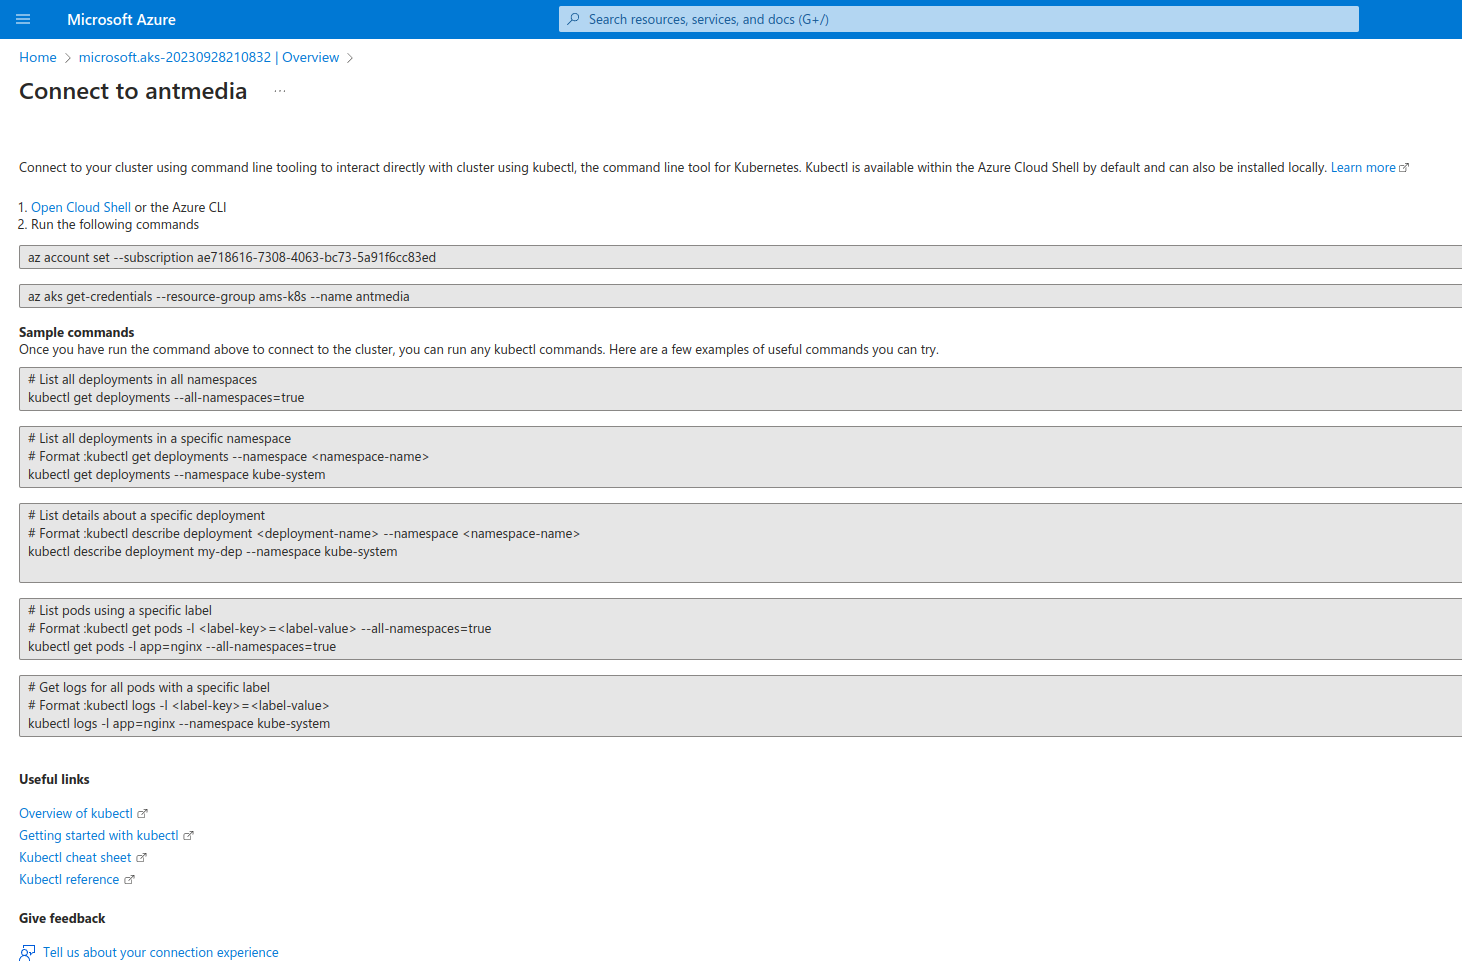 Microsoft Azure
Search resources, services, and docs (G+/)
Home > microsoft.aks-20230928210832 | Overview >
Connect to antmedia ...
Connect to your cluster using command line tooling to interact directly with cluster using kubectl, the command line tool for Kubernetes. Kubectl is available within the Azure Cloud Shell by default and can also be installed locally. Learn more
1. Open Cloud Shell or the Azure CLI
2. Run the following commands
az account set --subscription ae718616-7308-4063-bc73-5a91f6cc83ed
az aks get-credentials --resource-group ams-k8s --name antmedia
Sample commands
Once you have run the command above to connect to the cluster, you can run any kubectl commands. Here are a few examples of useful commands you can try.
# List all deployments in all namespaces
kubectl get deployments --all-namespaces=true
# List all deployments in a specific namespace
# Format :kubectl get deployments --namespace <namespace-name>
kubectl get deployments --namespace kube-system
# List details about a specific deployment
# Format :kubectl describe deployment <deployment-name> --namespace <namespace-name>
kubectl describe deployment my-dep --namespace kube-system
# List pods using a specific label
# Format :kubectl get pods -l <label-key>=<label-value> --all-namespaces=true
kubectl get pods -l app=nginx --all-namespaces=true
# Get logs for all pods with a specific label
# Format :kubectl logs -l <label-key>=<label-value>
kubectl logs -l app=nginx --namespace kube-system
Useful links
Overview of kubectl
Getting started with kubectl
Kubectl cheat sheet
Kubectl reference
Give feedback
Tell us about your connection experience